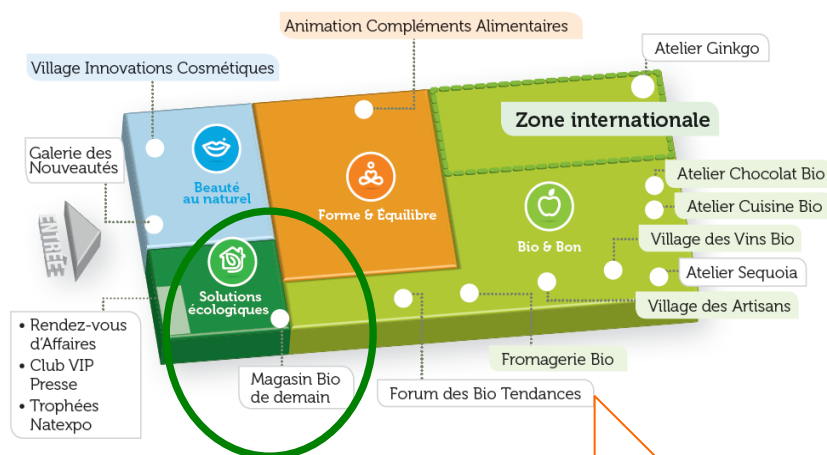 Animation Compléments Alimentaires
Atelier Ginkgo
Village Innovations Cosmétiques
Zone internationale
Galerie des
Nouveautés
Beauté
au naturel
Forme & Équilibre
Bio & Bon
Atelier Chocolat Bio
Atelier Cuisine Bio
Village des Vins Bio
Atelier Sequoia
Village des Artisans
ENTRÉE
Solutions
écologiques
• Rendez-vous
d'Affaires
• Club VIP
Presse
• Trophées
Natexpo
Magasin Bio
de demain
Forum des Bio Tendances
Fromagerie Bio